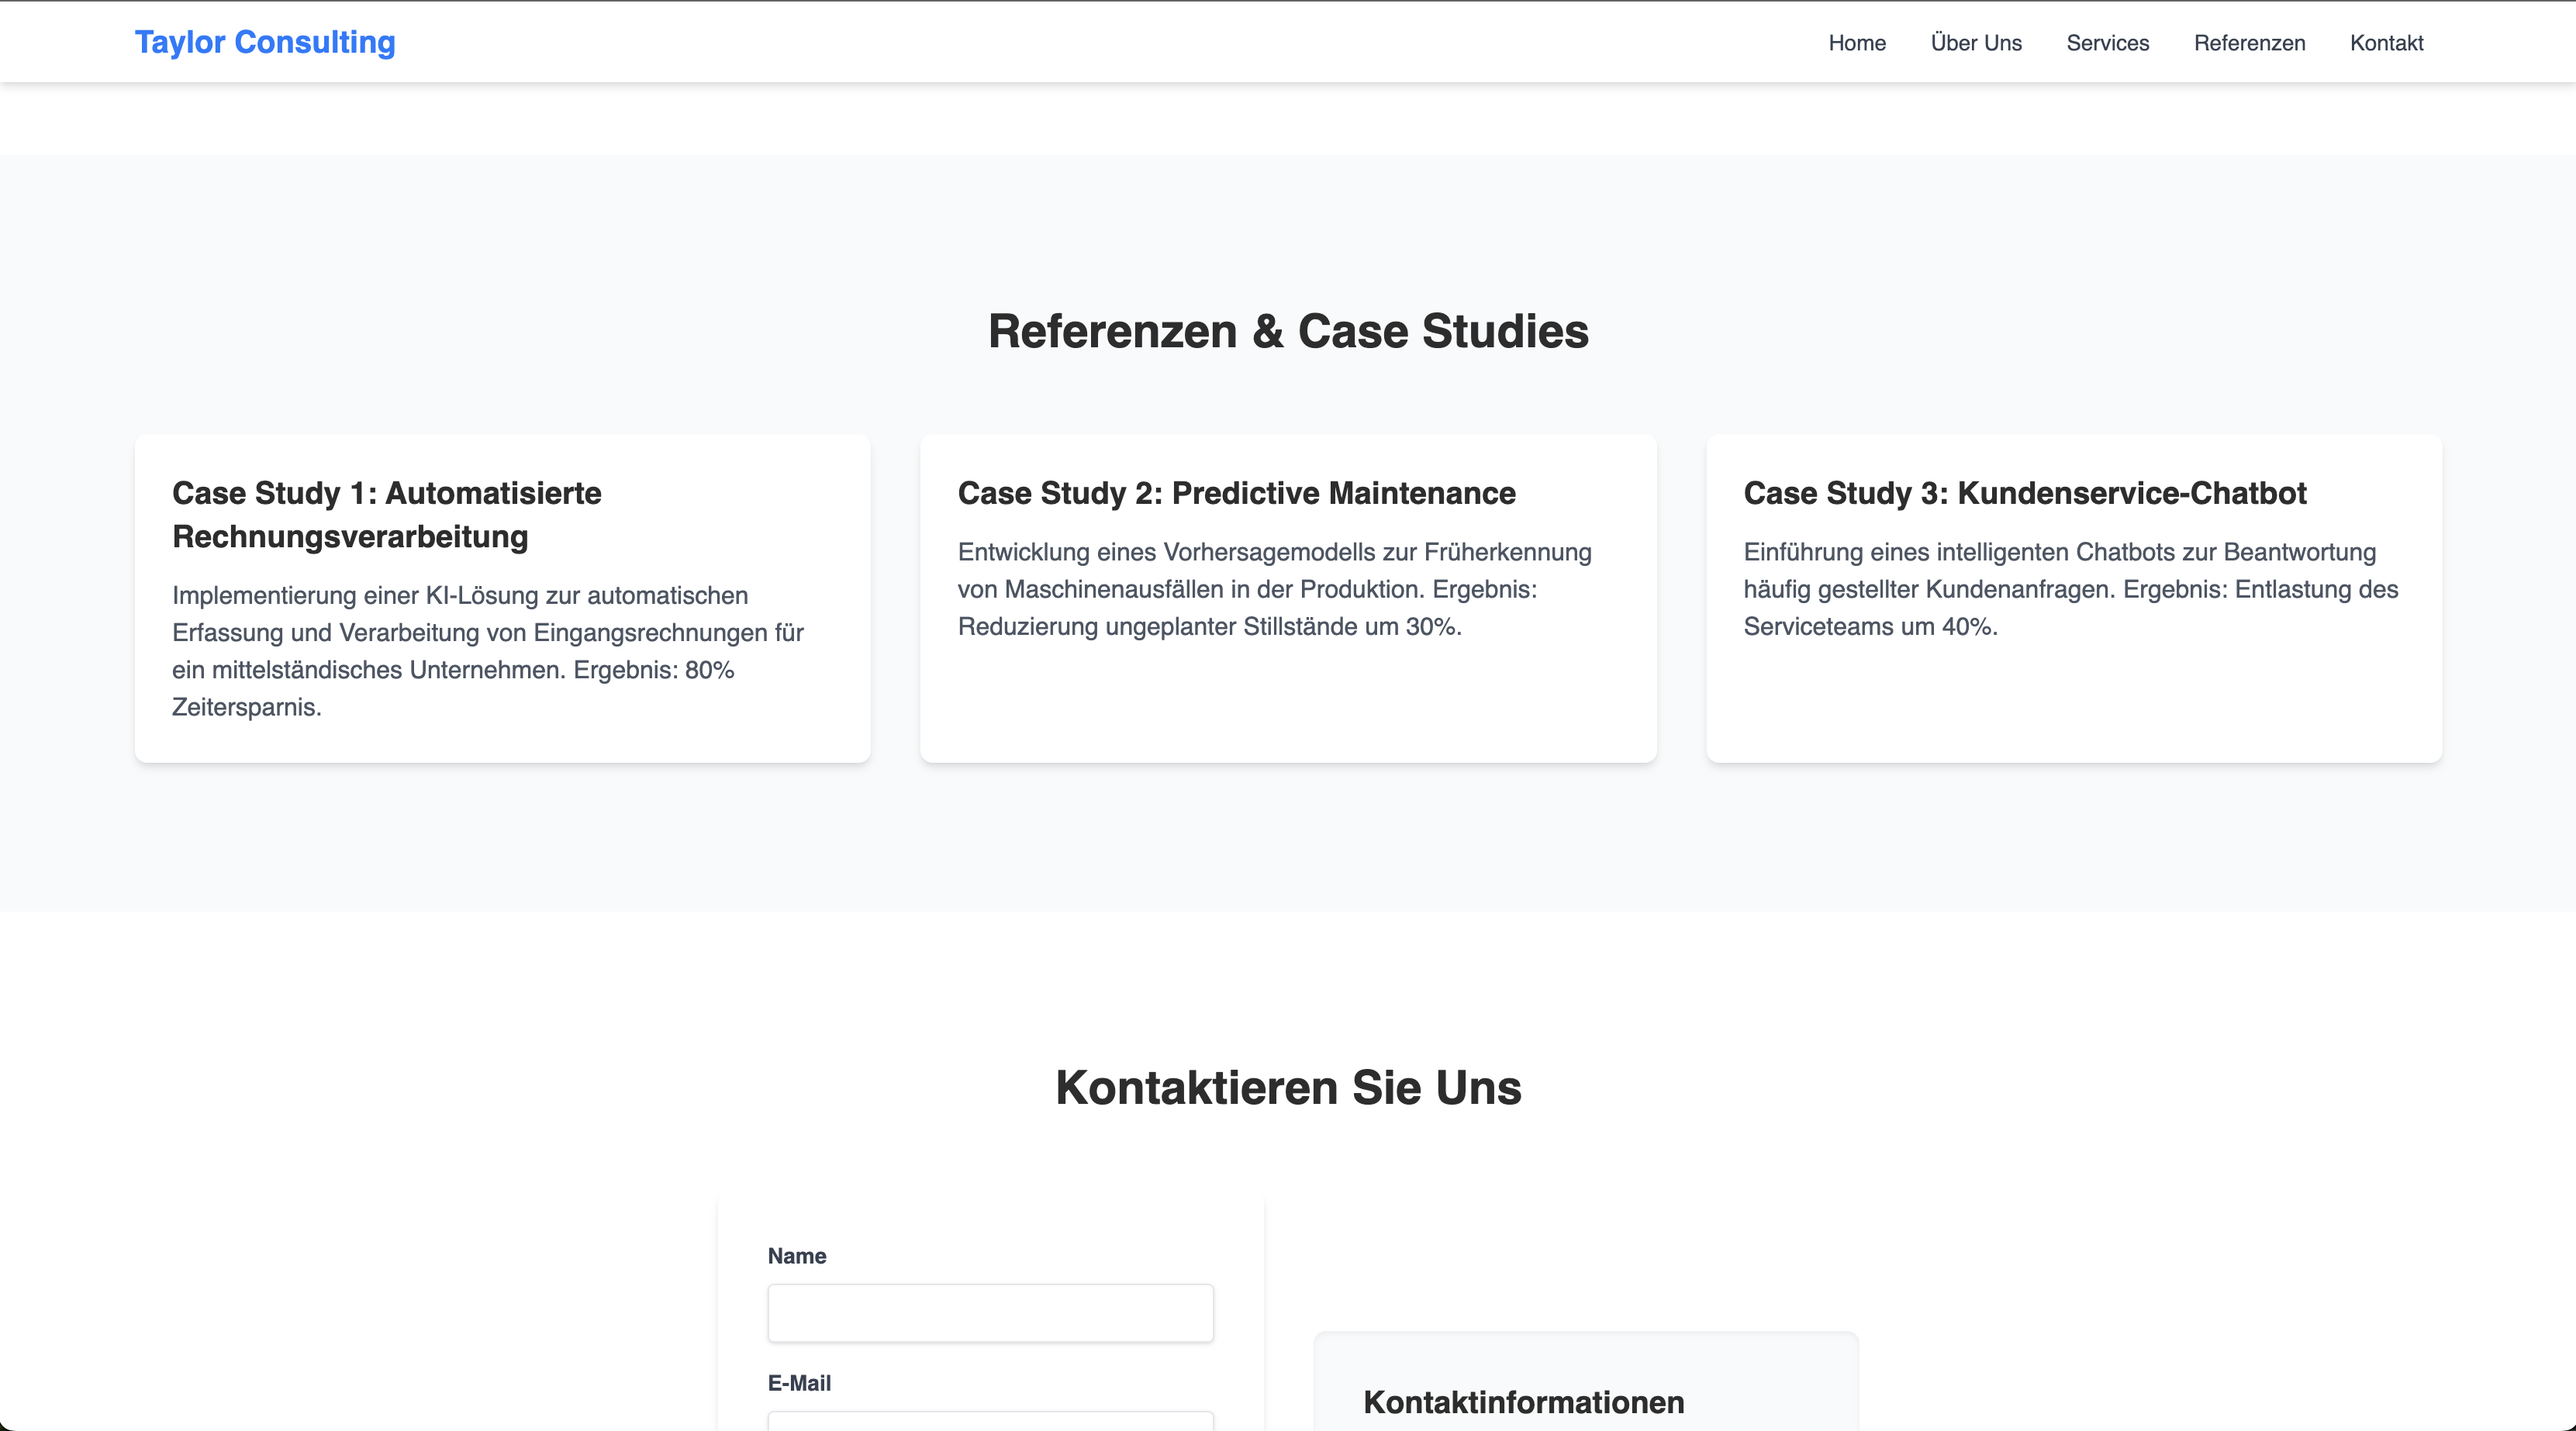 Taylor Consulting
Home
Über Uns
Services
Referenzen
Kontakt
Referenzen & Case Studies
Case Study 1: Automatisierte
Rechnungsverarbeitung
Implementierung einer KI-Lösung zur automatischen
Erfassung und Verarbeitung von Eingangsrechnungen für
ein mittelständisches Unternehmen. Ergebnis: 80%
Zeitersparnis.
Case Study 2: Predictive Maintenance
Entwicklung eines Vorhersagemodells zur Früherkennung
von Maschinenausfällen in der Produktion. Ergebnis:
Reduzierung ungeplanter Stillstände um 30%.
Case Study 3: Kundenservice-Chatbot
Einführung eines intelligenten Chatbots zur Beantwortung
häufig gestellter Kundenanfragen. Ergebnis: Entlastung des
Serviceteams um 40%.
Kontaktieren Sie Uns
Name
E-Mail
Kontaktinformationen